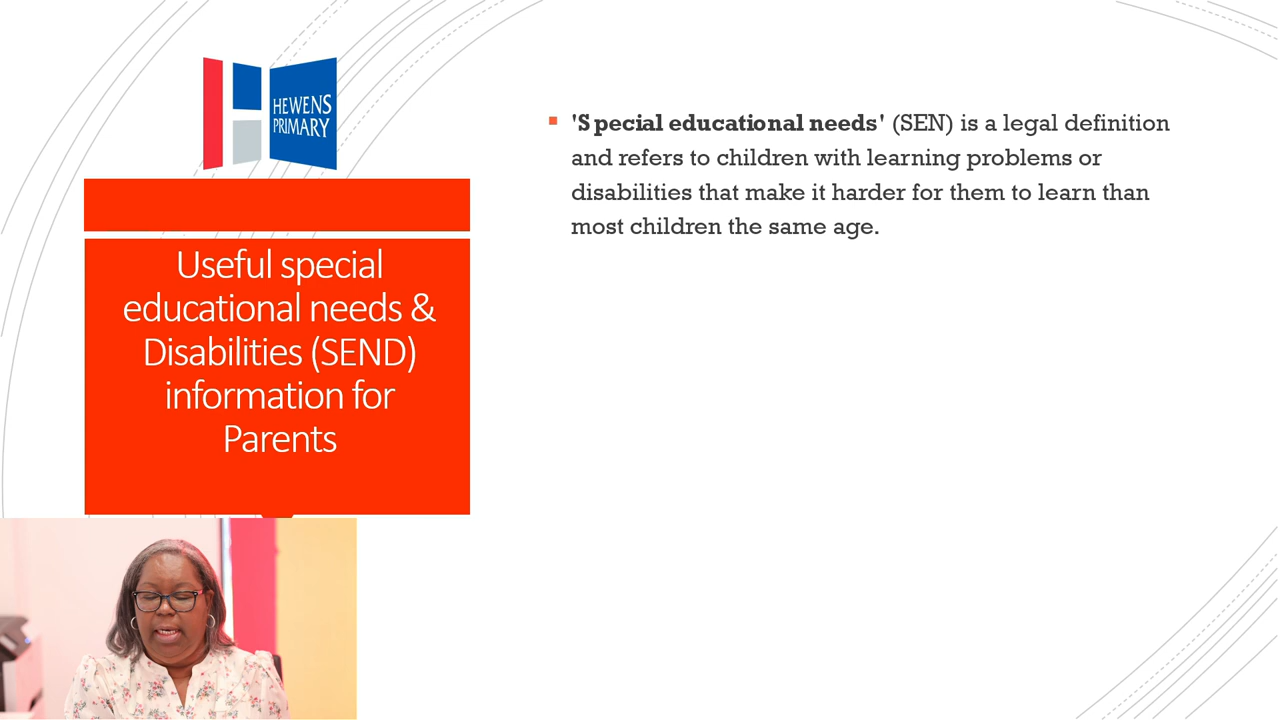 HEWENS
PRIMARY
Useful special
educational needs &
Disabilities (SEND)
information for
Parents
'Special educational needs' (SEN) is a legal definition
and refers to children with learning problems or
disabilities that make it harder for them to learn than
most children the same age.